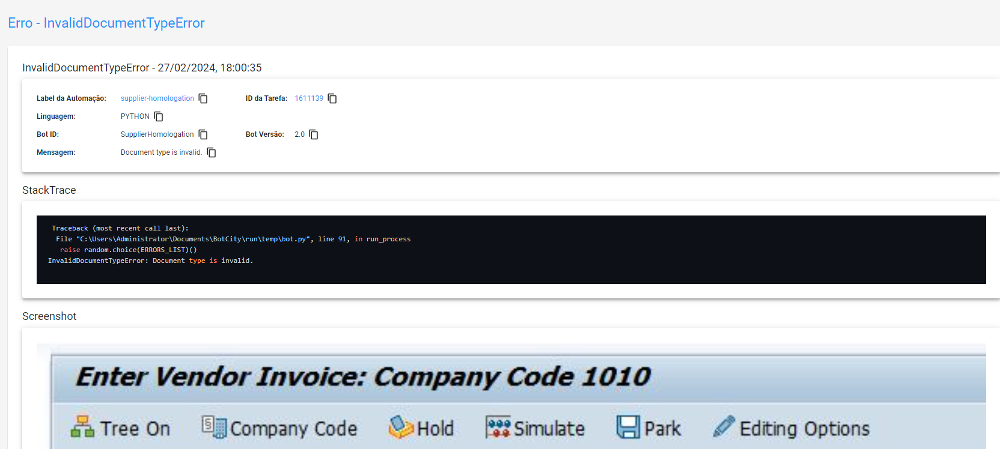 Erro - InvalidDocumentTypeError
InvalidDocumentTypeError - 27/02/2024, 18:00:35
Label da Automação: supplier-homologation ID da Tarefa: 1611139
Linguagem: PYTHON
Bot ID: SupplierHomologation Bot Versão: 2.0
Mensagem: Document type is invalid.
StackTrace
Traceback (most recent call last):
File "C:\Users\Administrator\Documents\BotCity\run\temp\bot.py", line 91, in run_process
raise random.choice(ERRORS_LIST)()
InvalidDocumentTypeError: Document type is invalid.
Screenshot
Enter Vendor Invoice: Company Code 1010
Tree On § Company Code Hold Simulate Park Editing Options